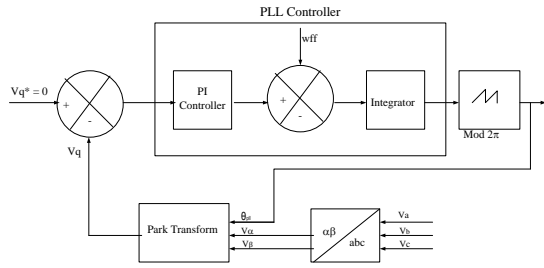 PLL Controller
wff
Vq* = 0
+
-
PI
Controller
+
-
Integrator
Mod 2π
Vq
Park Transform
Vα
Vβ
αβ
abc
Va
Vb
Vc